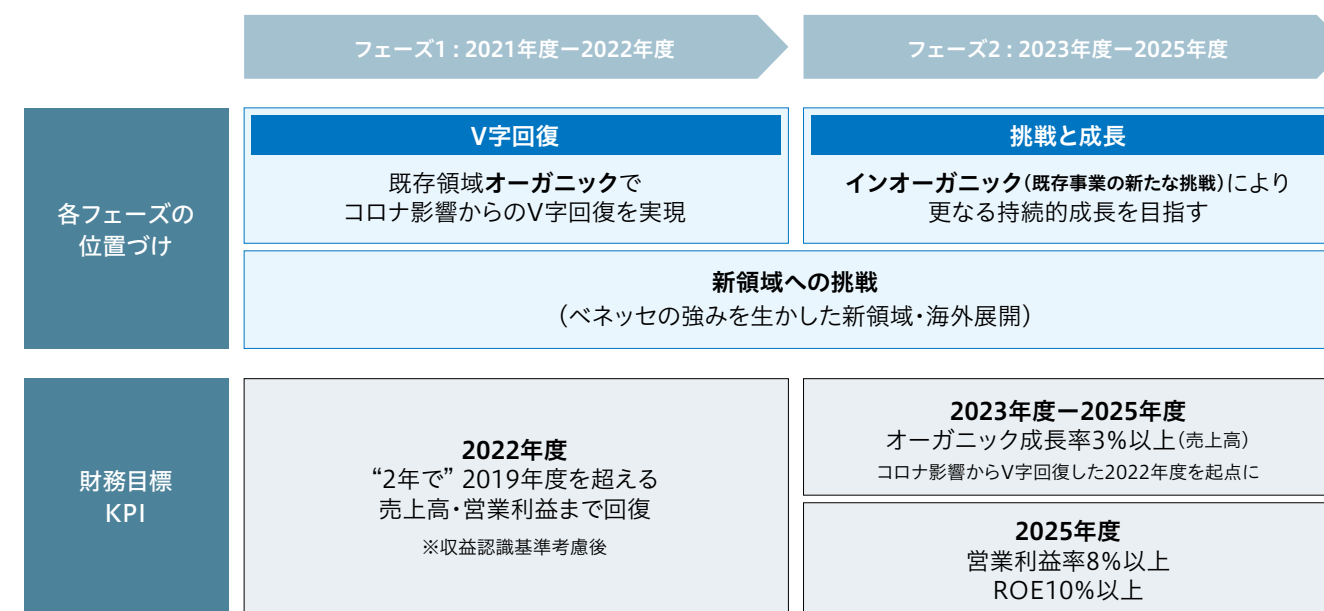 フェーズ1：2021年度ー2022年度
フェーズ2：2023年度ー2025年度
各フェーズの
位置づけ
V字回復
既存領域オーガニックで
コロナ影響からのV字回復を実現
挑戦と成長
インオーガニック(既存事業の新たな挑戦)により
更なる持続的成長を目指す
新領域への挑戦
（ベネッセの強みを生かした新領域・海外展開）
財務目標
KPI
2022年度
“2年で” 2019年度を超える
売上高・営業利益まで回復
※収益認識基準考慮後
2023年度ー2025年度
オーガニック成長率3%以上(売上高)
コロナ影響からV字回復した2022年度を起点に
2025年度
営業利益率8%以上
ROE10%以上